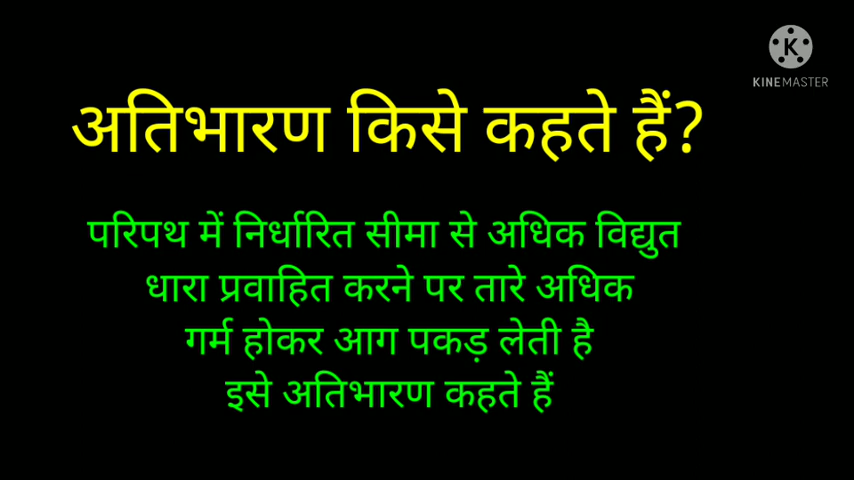 K
KINEMASTER
अतिभारण किसे कहते हैं?
परिपथ में निर्धारित सीमा से अधिक विद्युत
धारा प्रवाहित करने पर तारे अधिक
गर्म होकर आग पकड़ लेती है
इसे अतिभारण कहते हैं